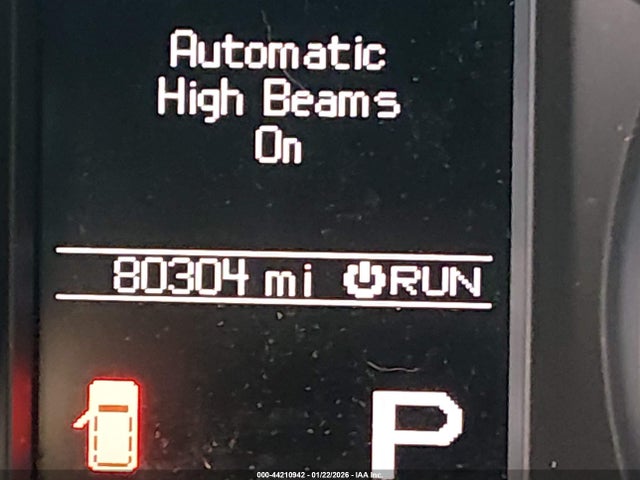 Automatic
High Beams
On
80304 mi RUN
P
000-44210942 - 01/22/2026 - IAA Inc.